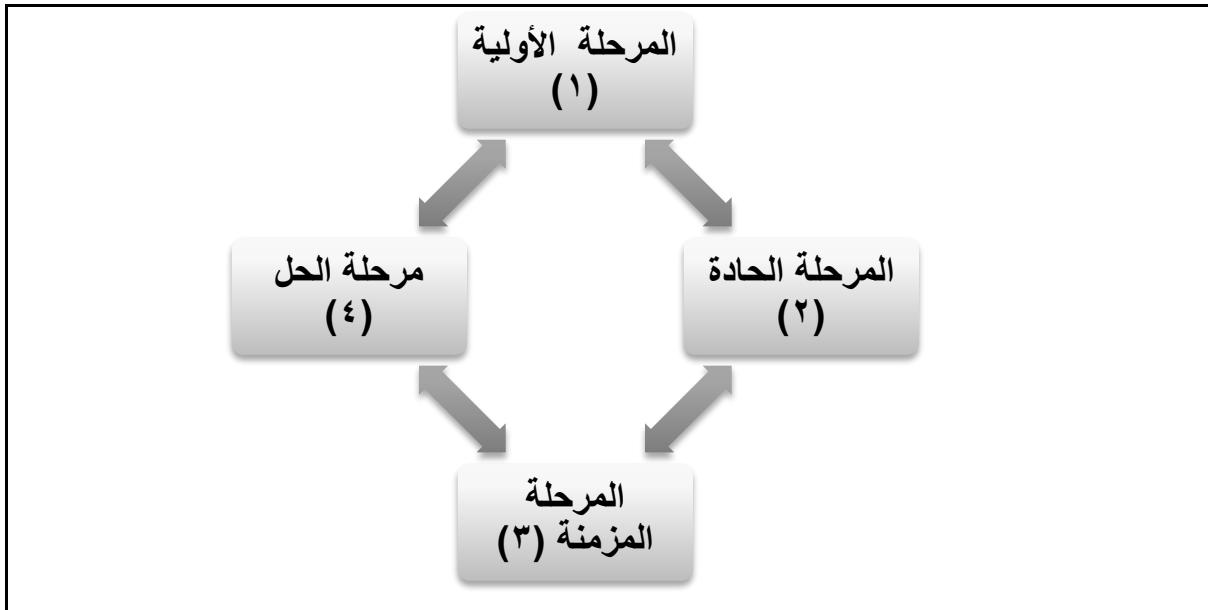 المرحلة الأولية
(١)
المرحلة الحادة
(٢)
مرحلة الحل
(٤)
المرحلة
المزمنة (٣)